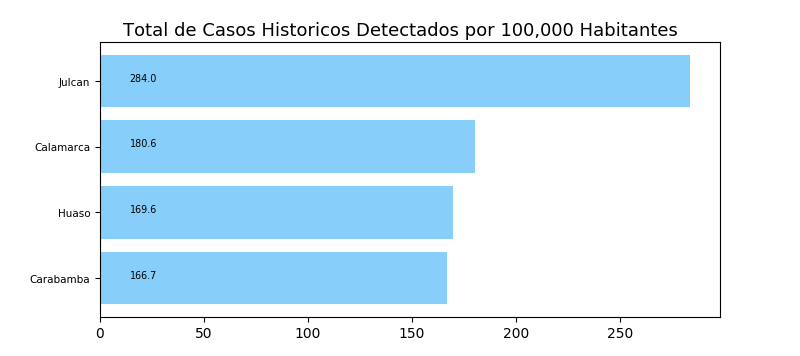 Total de Casos Historicos Detectados por 100,000 Habitantes
Julcan 284.0
Calamarca 180.6
Huaso 169.6
Carabamba 166.7
0 50 100 150 200 250